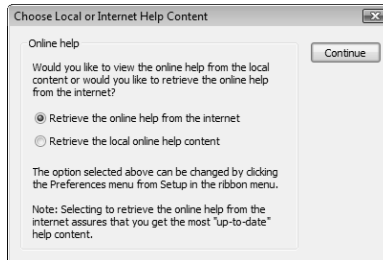 Choose Local or Internet Help Content
Online help
Continue
Would you like to view the online help from the local
content or would you like to retrieve the online help
from the internet?
Retrieve the online help from the internet
Retrieve the local online help content
The option selected above can be changed by clicking
the Preferences menu from Setup in the ribbon menu.
Note: Selecting to retrieve the online help from the
internet assures that you get the most "up-to-date"
help content.